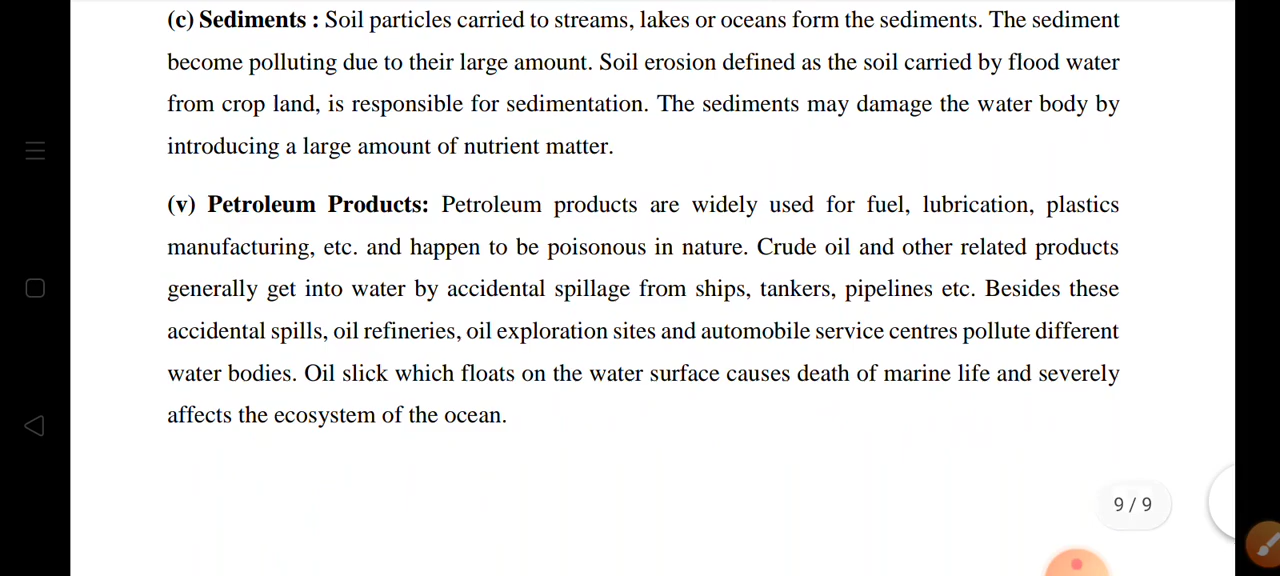 (c) Sediments : Soil particles carried to streams, lakes or oceans form the sediments. The sediment
become polluting due to their large amount. Soil erosion defined as the soil carried by flood water
from crop land, is responsible for sedimentation. The sediments may damage the water body by
introducing a large amount of nutrient matter.
(v) Petroleum Products: Petroleum products are widely used for fuel, lubrication, plastics
manufacturing, etc. and happen to be poisonous in nature. Crude oil and other related products
generally get into water by accidental spillage from ships, tankers, pipelines etc. Besides these
accidental spills, oil refineries, oil exploration sites and automobile service centres pollute different
water bodies. Oil slick which floats on the water surface causes death of marine life and severely
affects the ecosystem of the ocean.
9 / 9